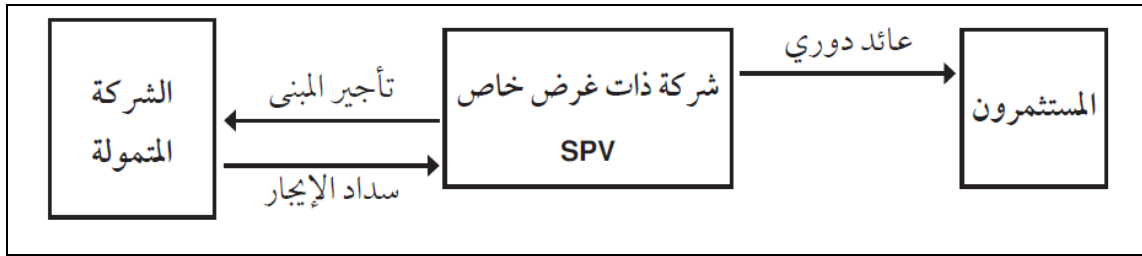 عائد دوري
المستثمرون
شركة ذات غرض خاص
SPV
تأجير المبنى
سداد الإيجار
الشركة
المتمولة